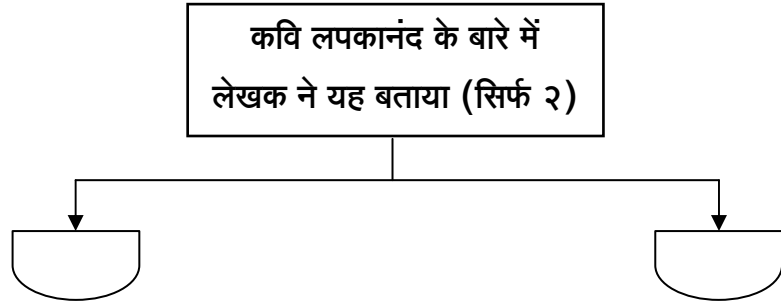 कवि लपकानंद के बारे में
लेखक ने यह बताया (सिर्फ २)